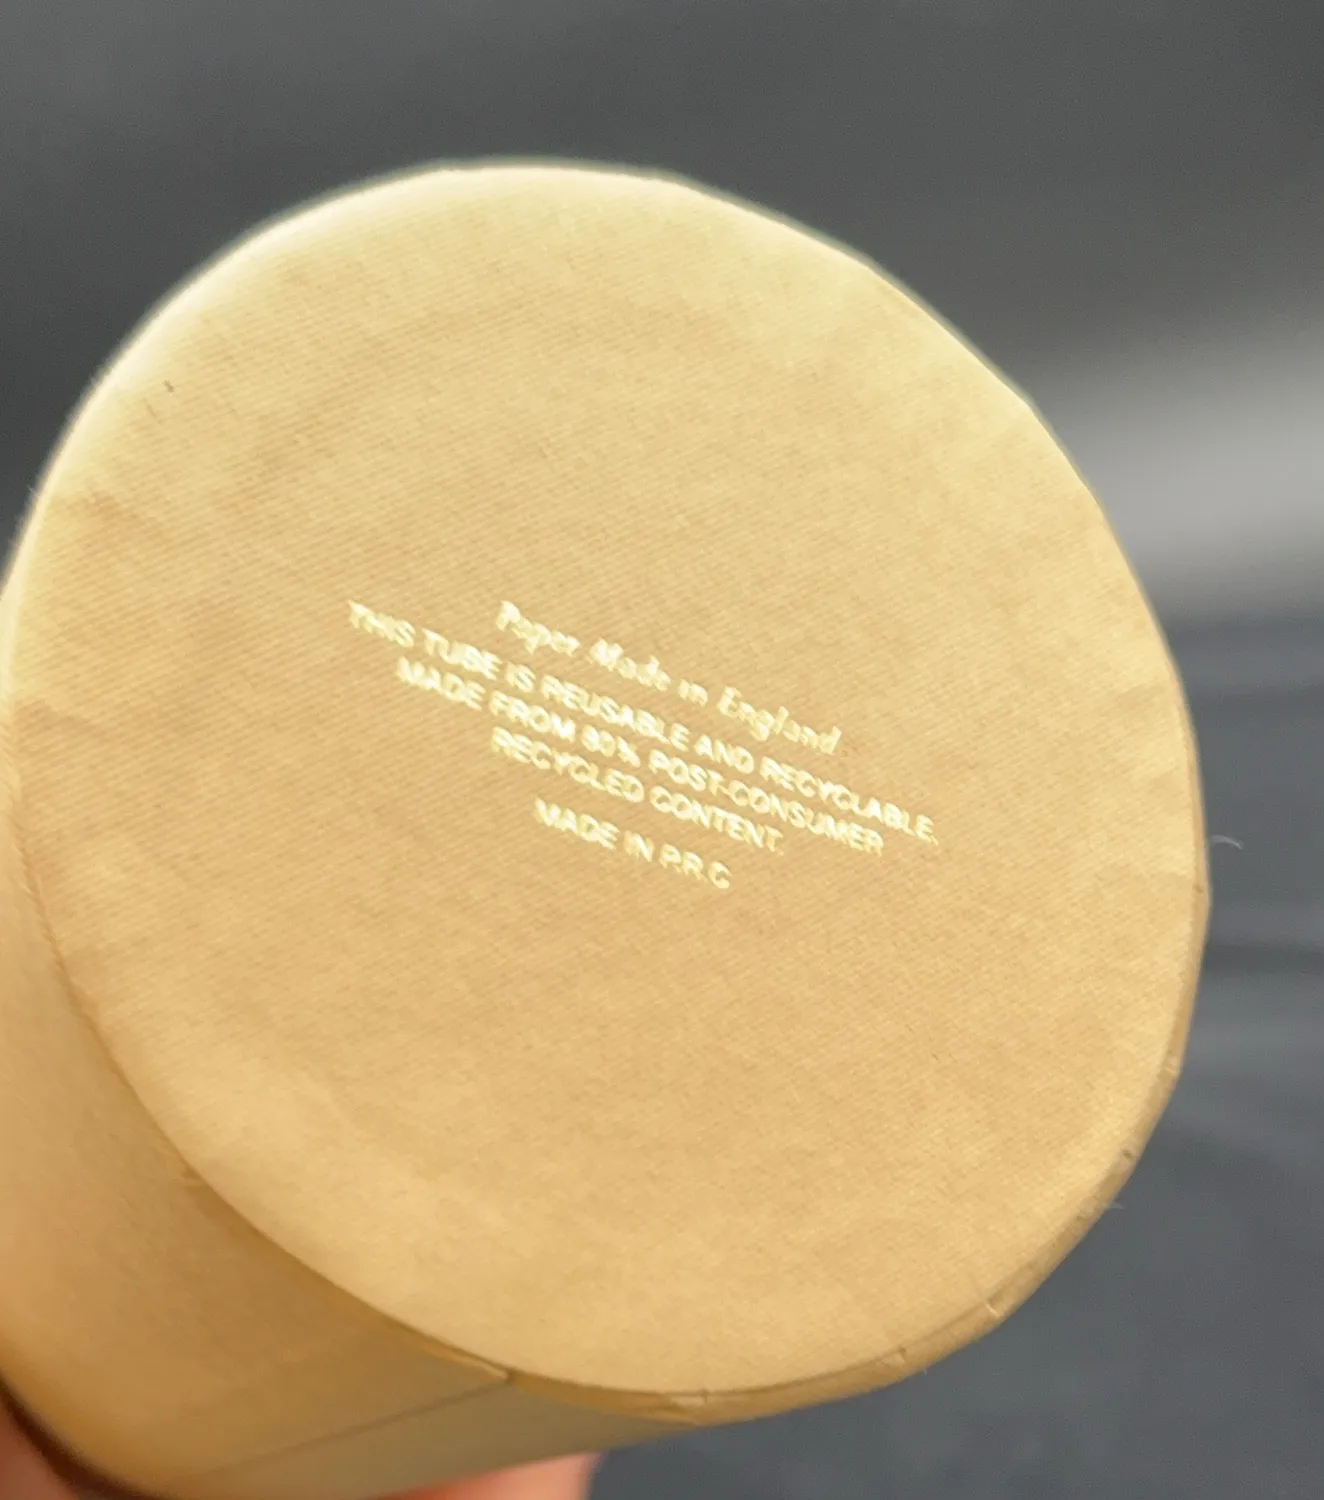 Paper Made in England
THIS TUBE IS REUSABLE AND RECYCLABLE.
MADE FROM 80% POST-CONSUMER
RECYCLED CONTENT.
MADE IN P.R.C